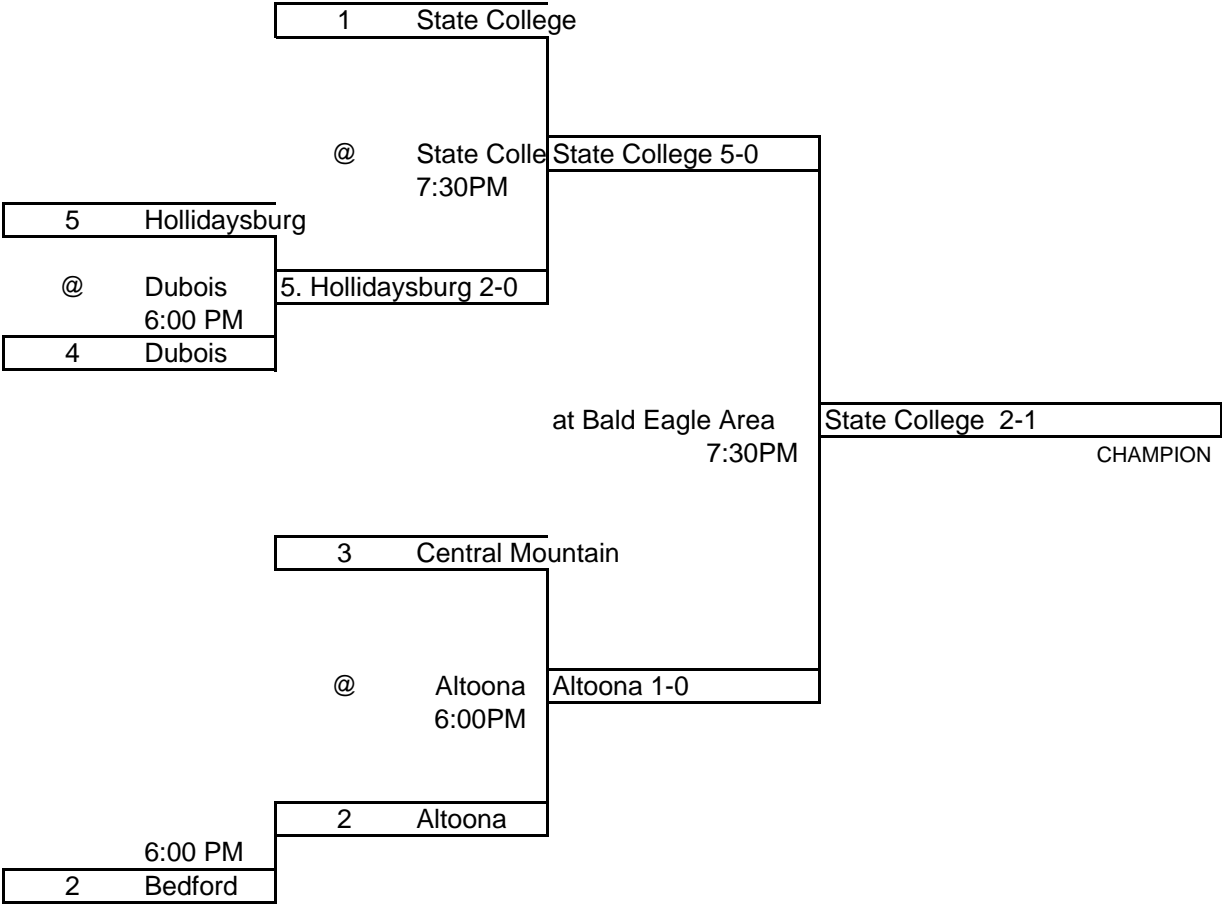 1 State College
@ State Colle State College 5-0
7:30PM
5 Hollidaysburg
@ Dubois 5. Hollidaysburg 2-0
6:00 PM
4 Dubois
at Bald Eagle Area State College 2-1
7:30PM CHAMPION
3 Central Mountain
@ Altoona Altoona 1-0
6:00PM
2 Altoona
6:00 PM
2 Bedford